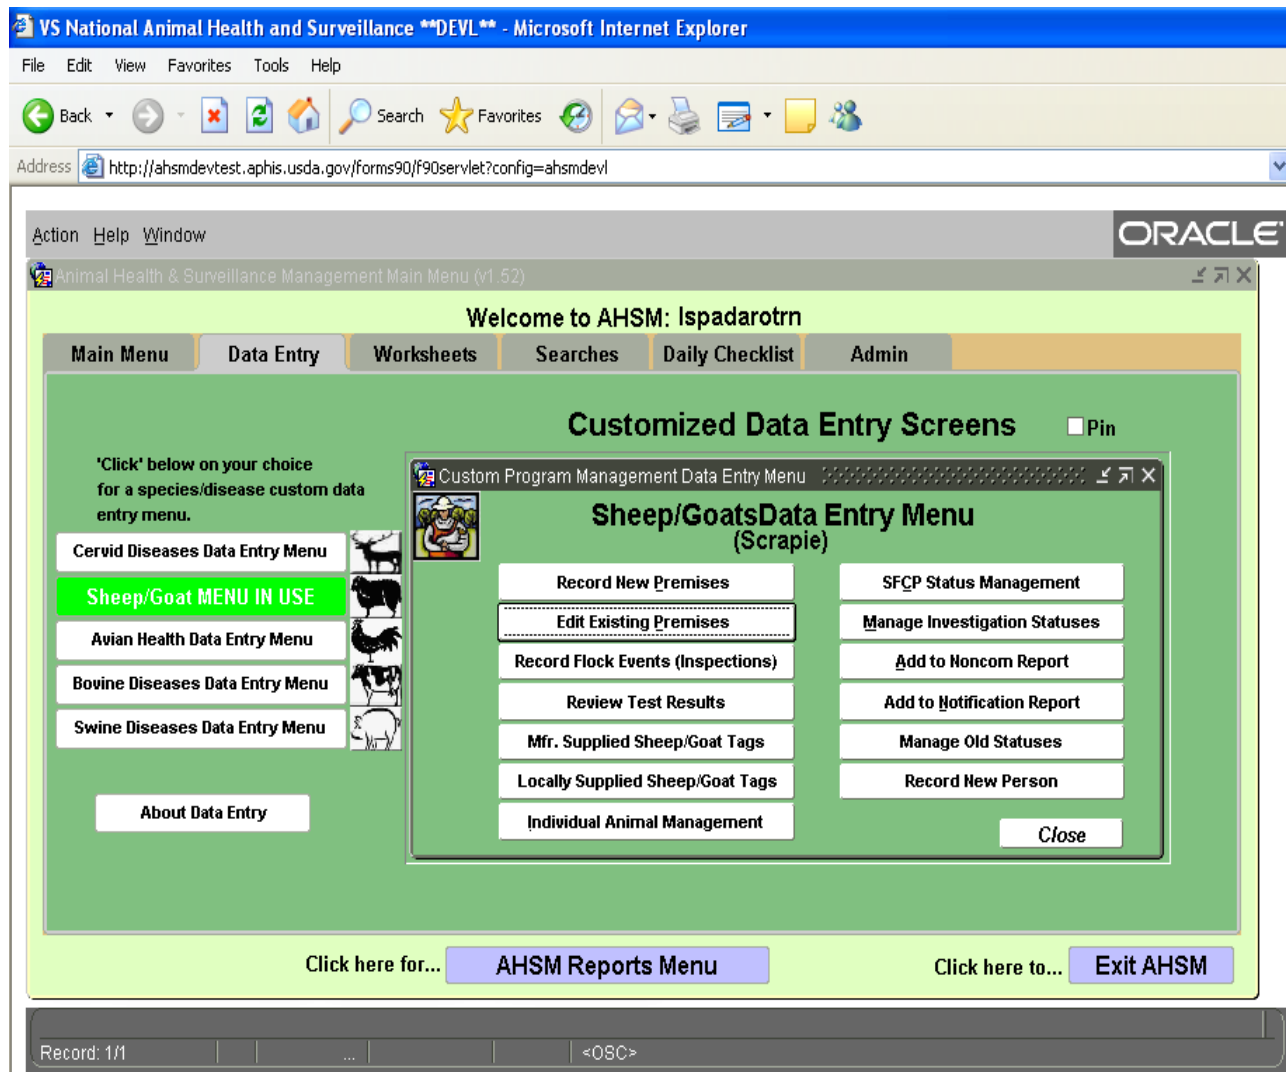 VS National Animal Health and Surveillance **DEVL** - Microsoft Internet Explorer
File Edit View Favorites Tools Help
Back Search Favorites
Address http://ahsmdevtest.aphis.usda.gov/forms90/f90servlet?config=ahsmdevl
Action Help Window ORACLE
Animal Health & Surveillance Management Main Menu (v1.52)
Welcome to AHSM: lspadarotrn
Main Menu Data Entry Worksheets Searches Daily Checklist Admin
Customized Data Entry Screens Pin
'Click' below on your choice
for a species/disease custom data
entry menu.
Cervid Diseases Data Entry Menu
Sheep/Goat MENU IN USE
Avian Health Data Entry Menu
Bovine Diseases Data Entry Menu
Swine Diseases Data Entry Menu
About Data Entry
Custom Program Management Data Entry Menu
Sheep/GoatsData Entry Menu
(Scrapie)
Record New Premises
Edit Existing Premises
Record Flock Events (Inspections)
Review Test Results
Mfr. Supplied Sheep/Goat Tags
Locally Supplied Sheep/Goat Tags
Individual Animal Management
SFCP Status Management
Manage Investigation Statuses
Add to Noncom Report
Add to Notification Report
Manage Old Statuses
Record New Person
Close
Click here for... AHSM Reports Menu Click here to... Exit AHSM
Record: 1/1 ... <OSC>